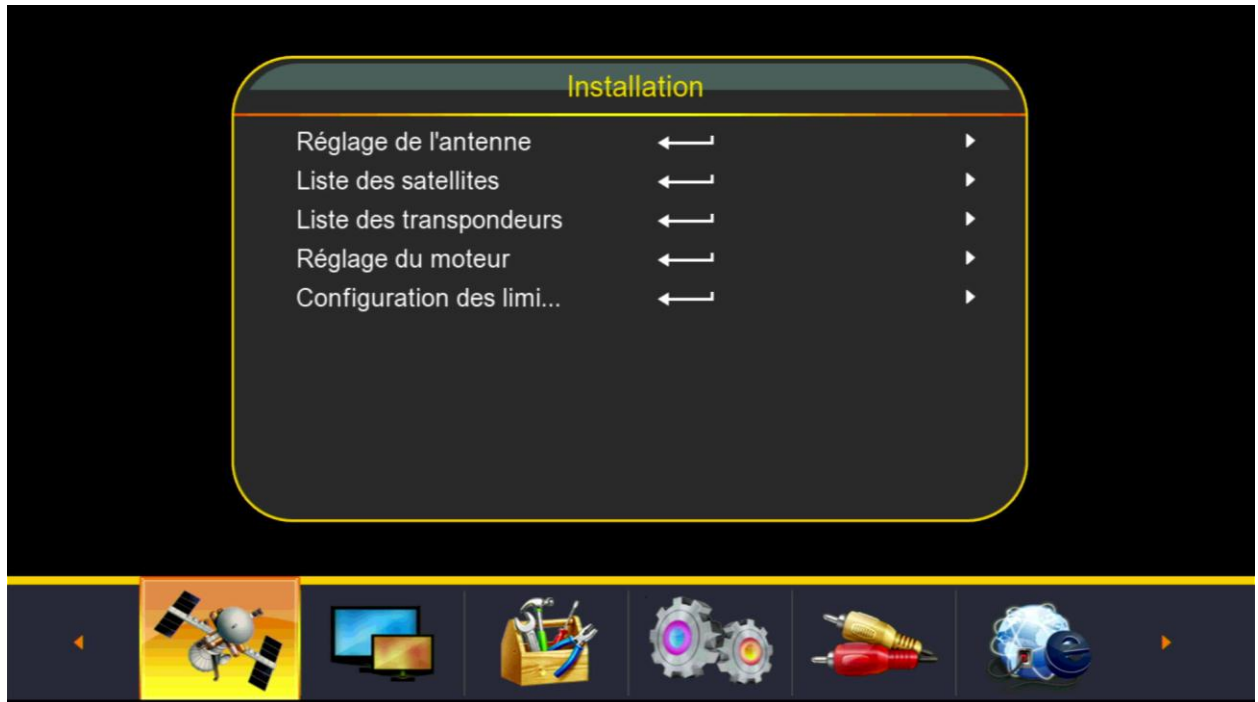 Installation
Réglage de l'antenne
Liste des satellites
Liste des transpondeurs
Réglage du moteur
Configuration des limi...